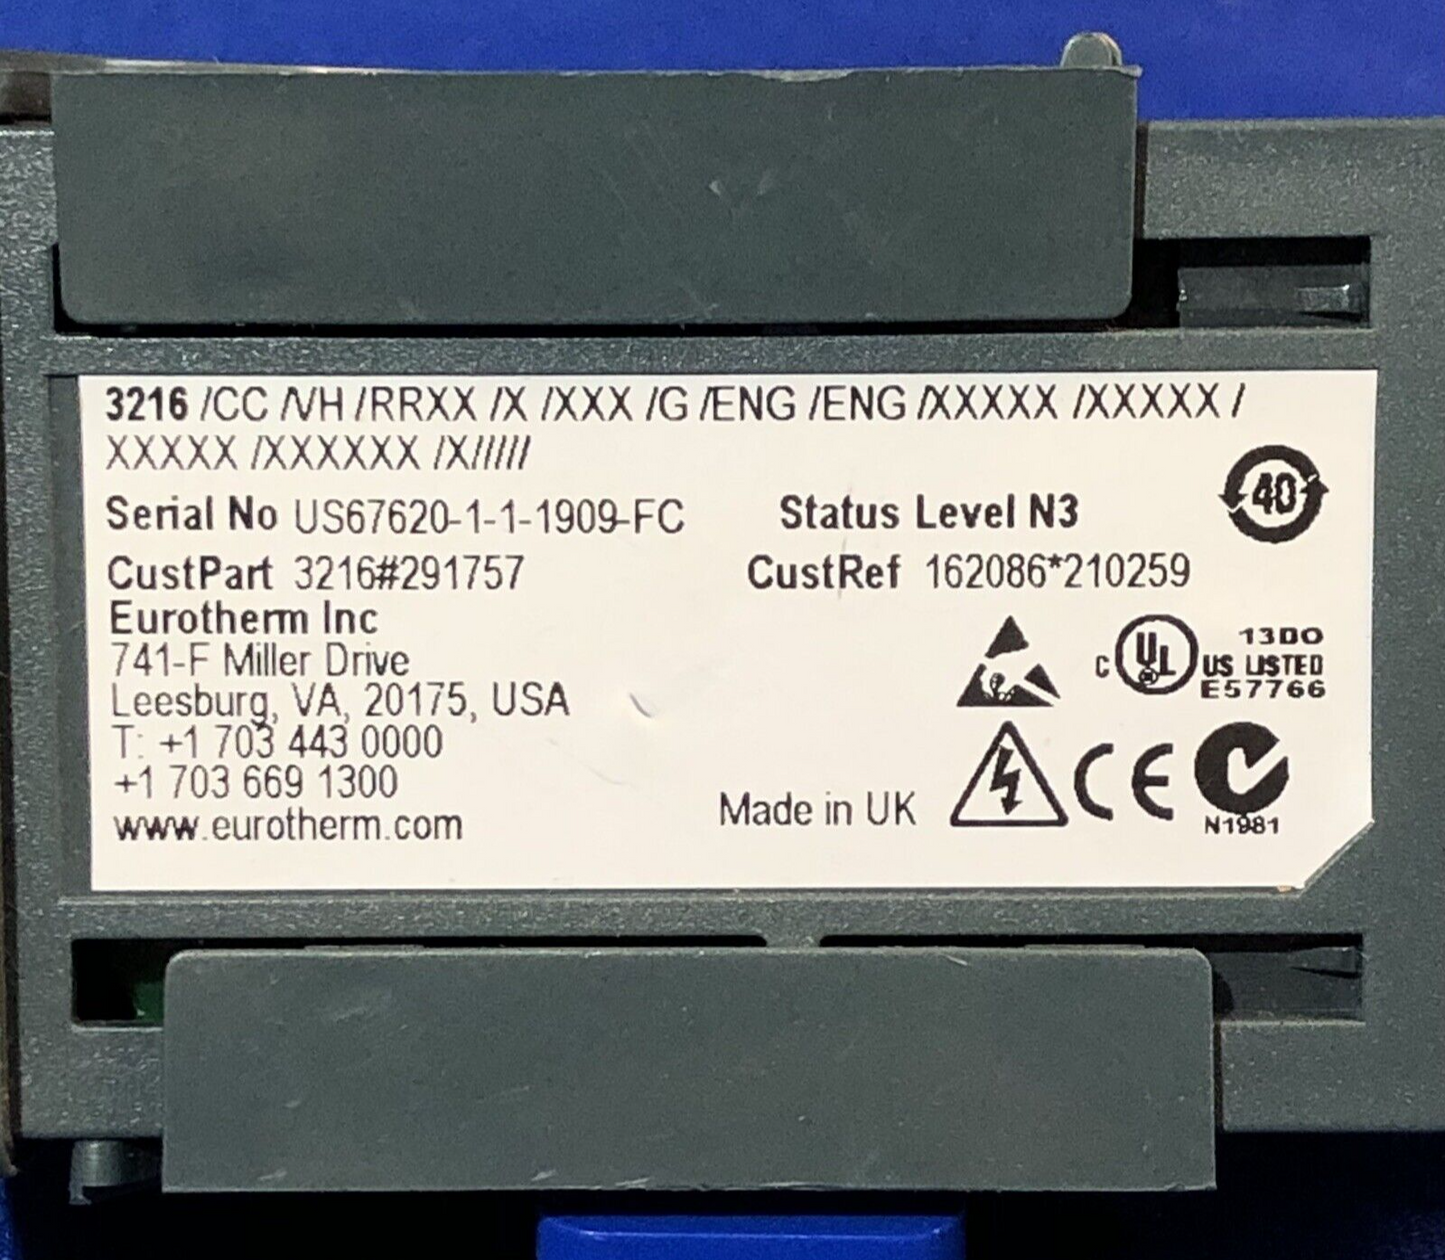 3216 /CC /VH /RRXX /X /XXX /G /ENG /ENG /XXXXX /XXXXX /
XXXXX /XXXXXX /X/////
40
Serial No US67620-1-1-1909-FC Status Level N3
CustPart 3216#291757 CustRef 162086*210259
Eurotherm Inc
741-F Miller Drive
Leesburg, VA, 20175, USA
T: +1 703 443 0000
+1 703 669 1300
www.eurotherm.com
Made in UK
C UL US LISTED
13DO
E57766
CE
N1981